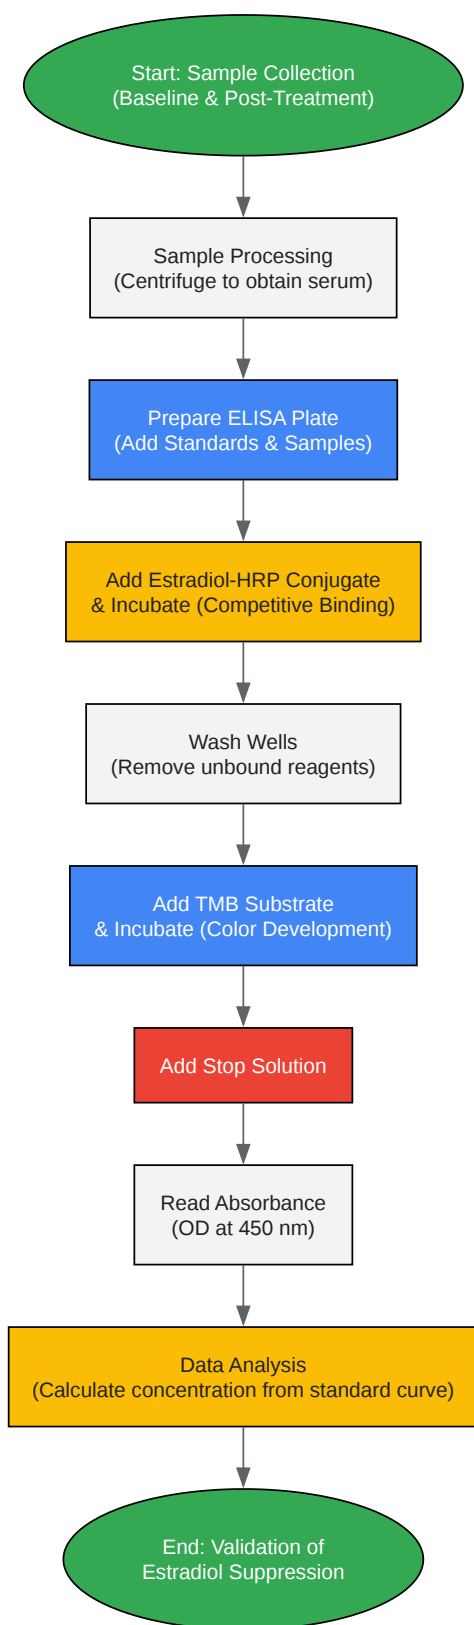 Start: Sample Collection
(Baseline & Post-Treatment)
Sample Processing
(Centrifuge to obtain serum)
Prepare ELISA Plate
(Add Standards & Samples)
Add Estradiol-HRP Conjugate
& Incubate (Competitive Binding)
Wash Wells
(Remove unbound reagents)
Add TMB Substrate
& Incubate (Color Development)
Add Stop Solution
Read Absorbance
(OD at 450 nm)
Data Analysis
(Calculate concentration from standard curve)
End: Validation of
Estradiol Suppression